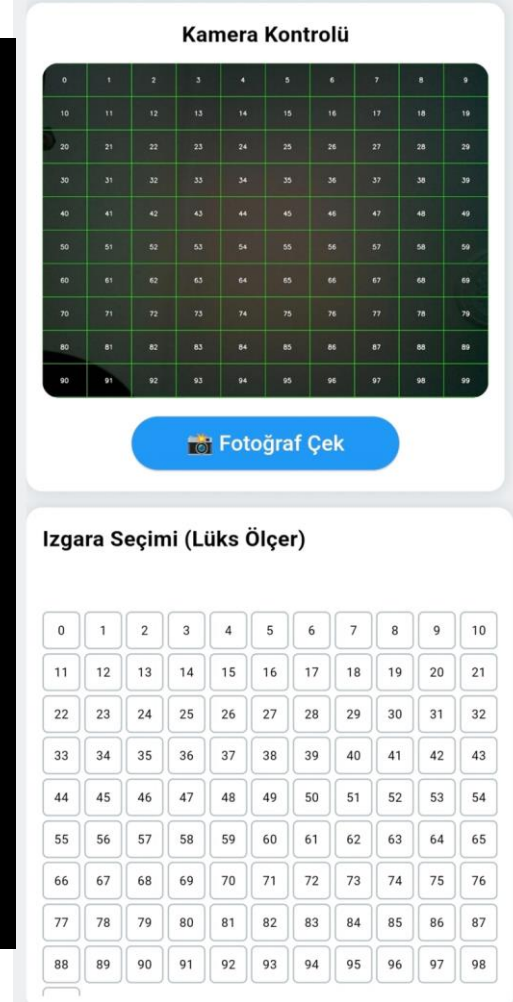 Kamera Kontrolü
0 1 2 3 4 5 6 7 8 9
10 11 12 13 14 15 16 17 18 19
20 21 22 23 24 25 26 27 28 29
30 31 32 33 34 35 36 37 38 39
40 41 42 43 44 45 46 47 48 49
50 51 52 53 54 55 56 57 58 59
60 61 62 63 64 65 66 67 68 69
70 71 72 73 74 75 76 77 78 79
80 81 82 83 84 85 86 87 88 89
90 91 92 93 94 95 96 97 98 99
📸 Fotoğraf Çek
Izgara Seçimi (Lüks Ölçer)
0 1 2 3 4 5 6 7 8 9 10
11 12 13 14 15 16 17 18 19 20 21
22 23 24 25 26 27 28 29 30 31 32
33 34 35 36 37 38 39 40 41 42 43
44 45 46 47 48 49 50 51 52 53 54
55 56 57 58 59 60 61 62 63 64 65
66 67 68 69 70 71 72 73 74 75 76
77 78 79 80 81 82 83 84 85 86 87
88 89 90 91 92 93 94 95 96 97 98